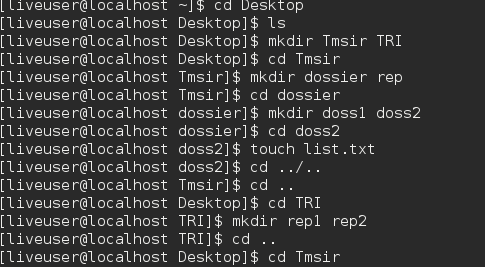 [liveuser@localhost ~]$ cd Desktop
[liveuser@localhost Desktop]$ ls
[liveuser@localhost Desktop]$ mkdir Tmsir TRI
[liveuser@localhost Desktop]$ cd Tmsir
[liveuser@localhost Tmsir]$ mkdir dossier rep
[liveuser@localhost Tmsir]$ cd dossier
[liveuser@localhost dossier]$ mkdir doss1 doss2
[liveuser@localhost dossier]$ cd doss2
[liveuser@localhost doss2]$ touch list.txt
[liveuser@localhost doss2]$ cd ../..
[liveuser@localhost Tmsir]$ cd ..
[liveuser@localhost Desktop]$ cd TRI
[liveuser@localhost TRI]$ mkdir rep1 rep2
[liveuser@localhost TRI]$ cd ..
[liveuser@localhost Desktop]$ cd Tmsir